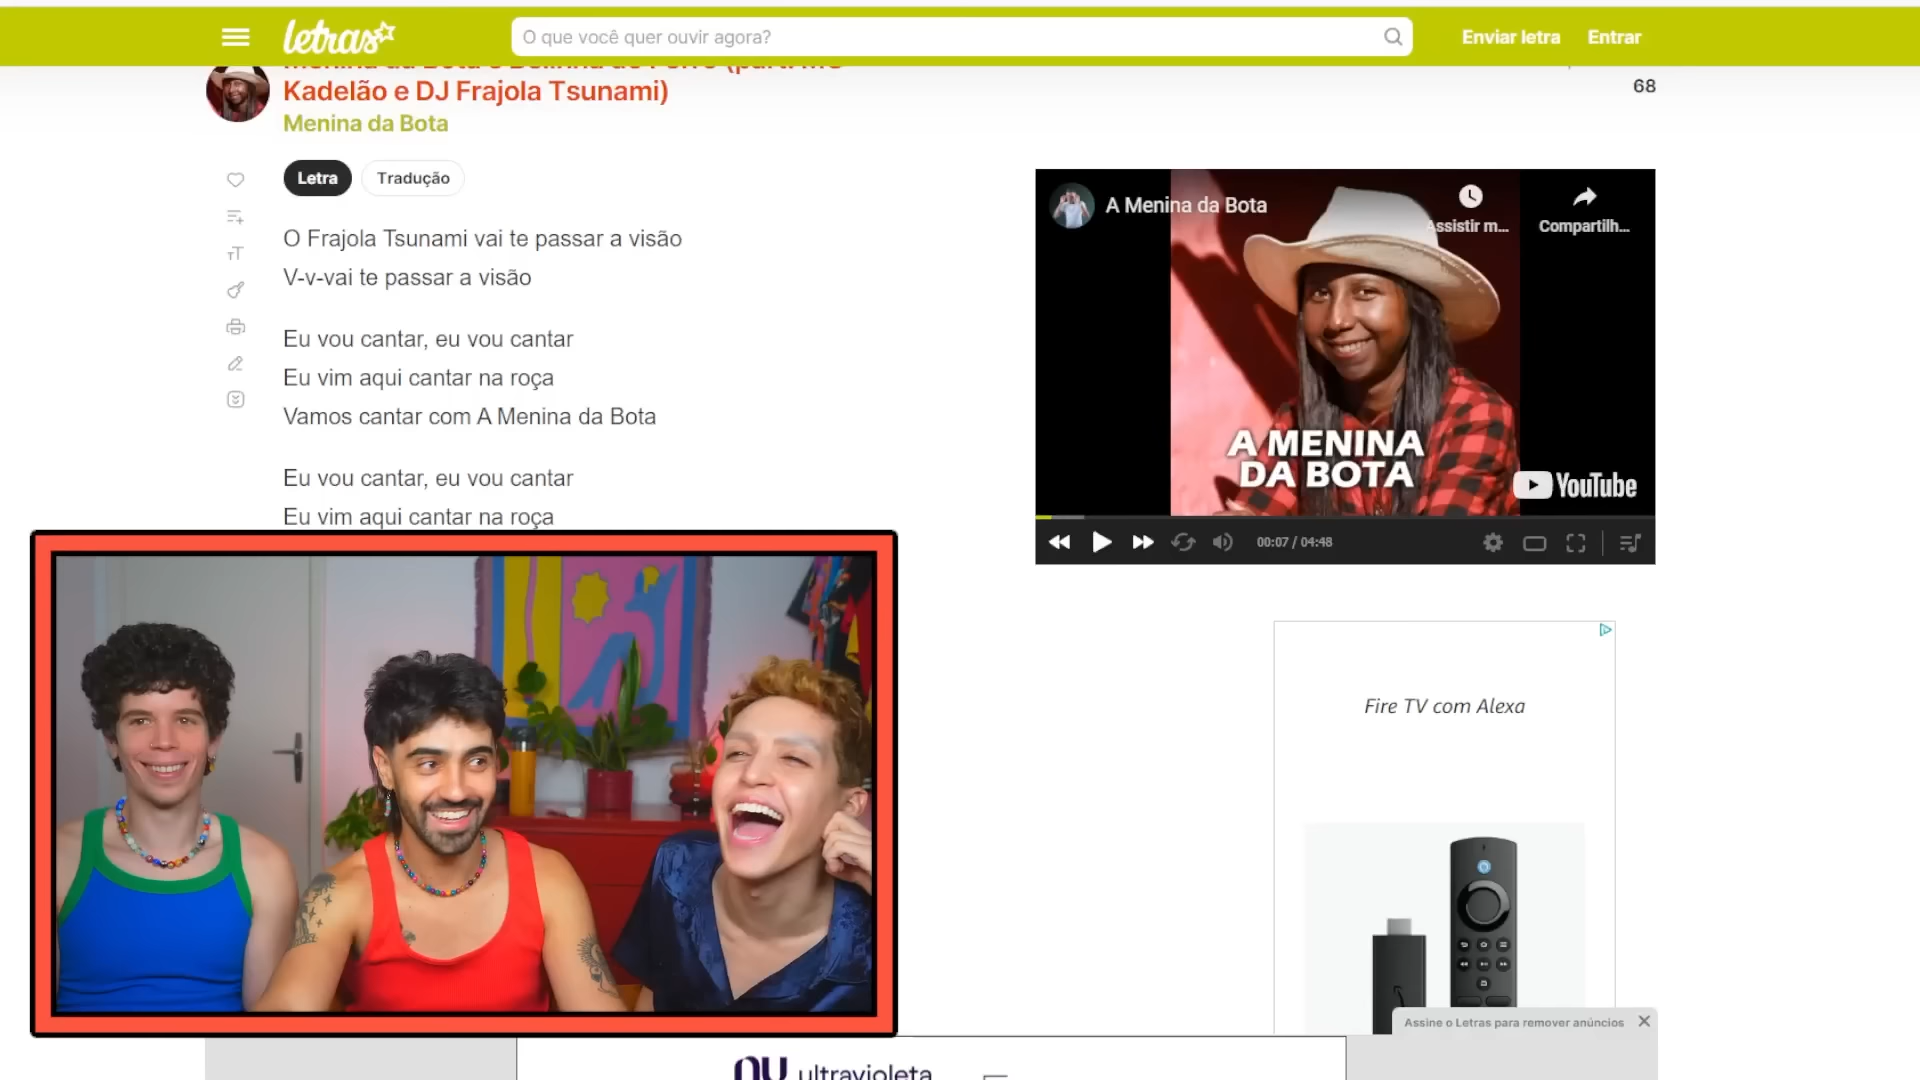 letras
O que você quer ouvir agora?
Enviar letra
Entrar
Kadelão e DJ Frajola Tsunami)
Menina da Bota
68
Letra
Tradução
O Frajola Tsunami vai te passar a visão
V-v-vai te passar a visão
Eu vou cantar, eu vou cantar
Eu vim aqui cantar na roça
Vamos cantar com A Menina da Bota
Eu vou cantar, eu vou cantar
Eu vim aqui cantar na roça
A Menina da Bota
Assistir m...
Compartilh...
A MENINA
DA BOTA
YouTube
00:07 / 04:48
Fire TV com Alexa
Assine o Letras para remover anúncios
nu ultravioleta